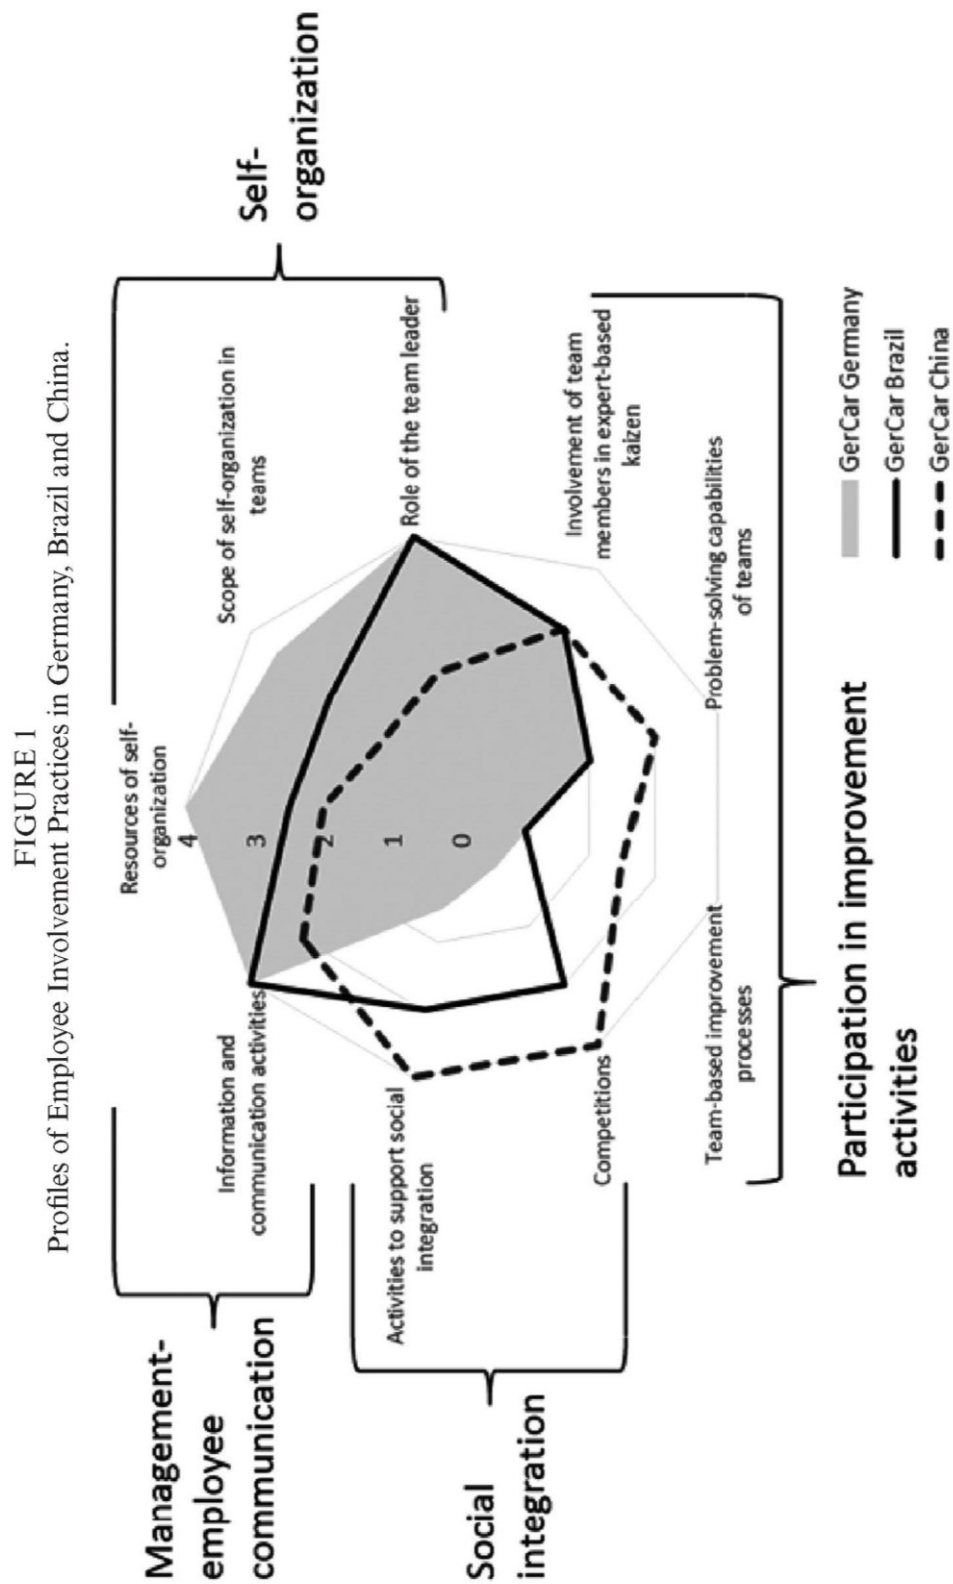 FIGURE 1
Profiles of Employee Involvement Practices in Germany, Brazil and China.
Management-
employee
communication
Information and
communication activities
Resources of self-
organization
Scope of self-organization in
teams
Self-
organization
4
3
2
1
0
Role of the team leader
Activities to support social
integration
Social
integration
Competitions
Involvement of team
members in expert-based
kaizen
Team-based improvement
processes
Problem-solving capabilities
of teams
Participation in improvement
activities
GerCar Germany
GerCar Brazil
GerCar China